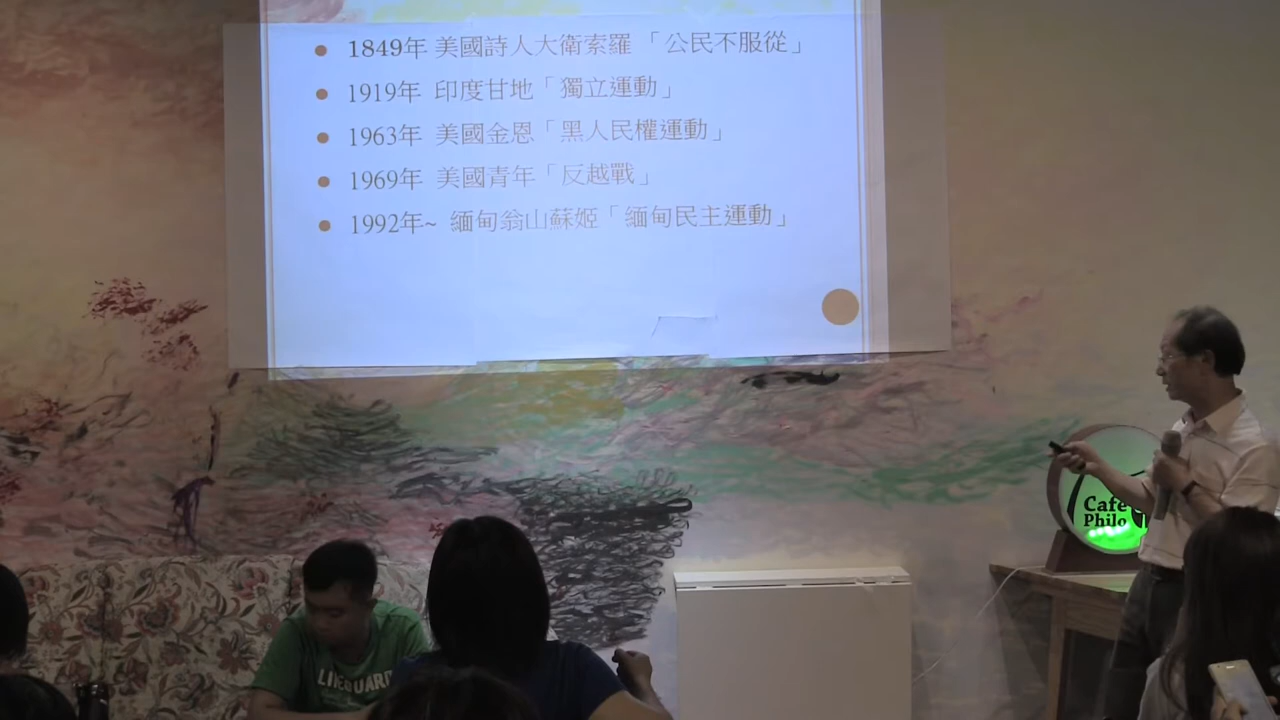 • 1849年 美國詩人大衛索羅「公民不服從」
• 1919年 印度甘地「獨立運動」
• 1963年 美國金恩「黑人民權運動」
• 1969年 美國青年「反越戰」
• 1992年~ 緬甸翁山蘇姬「緬甸民主運動」
Café
Philo
LIFEGUARD